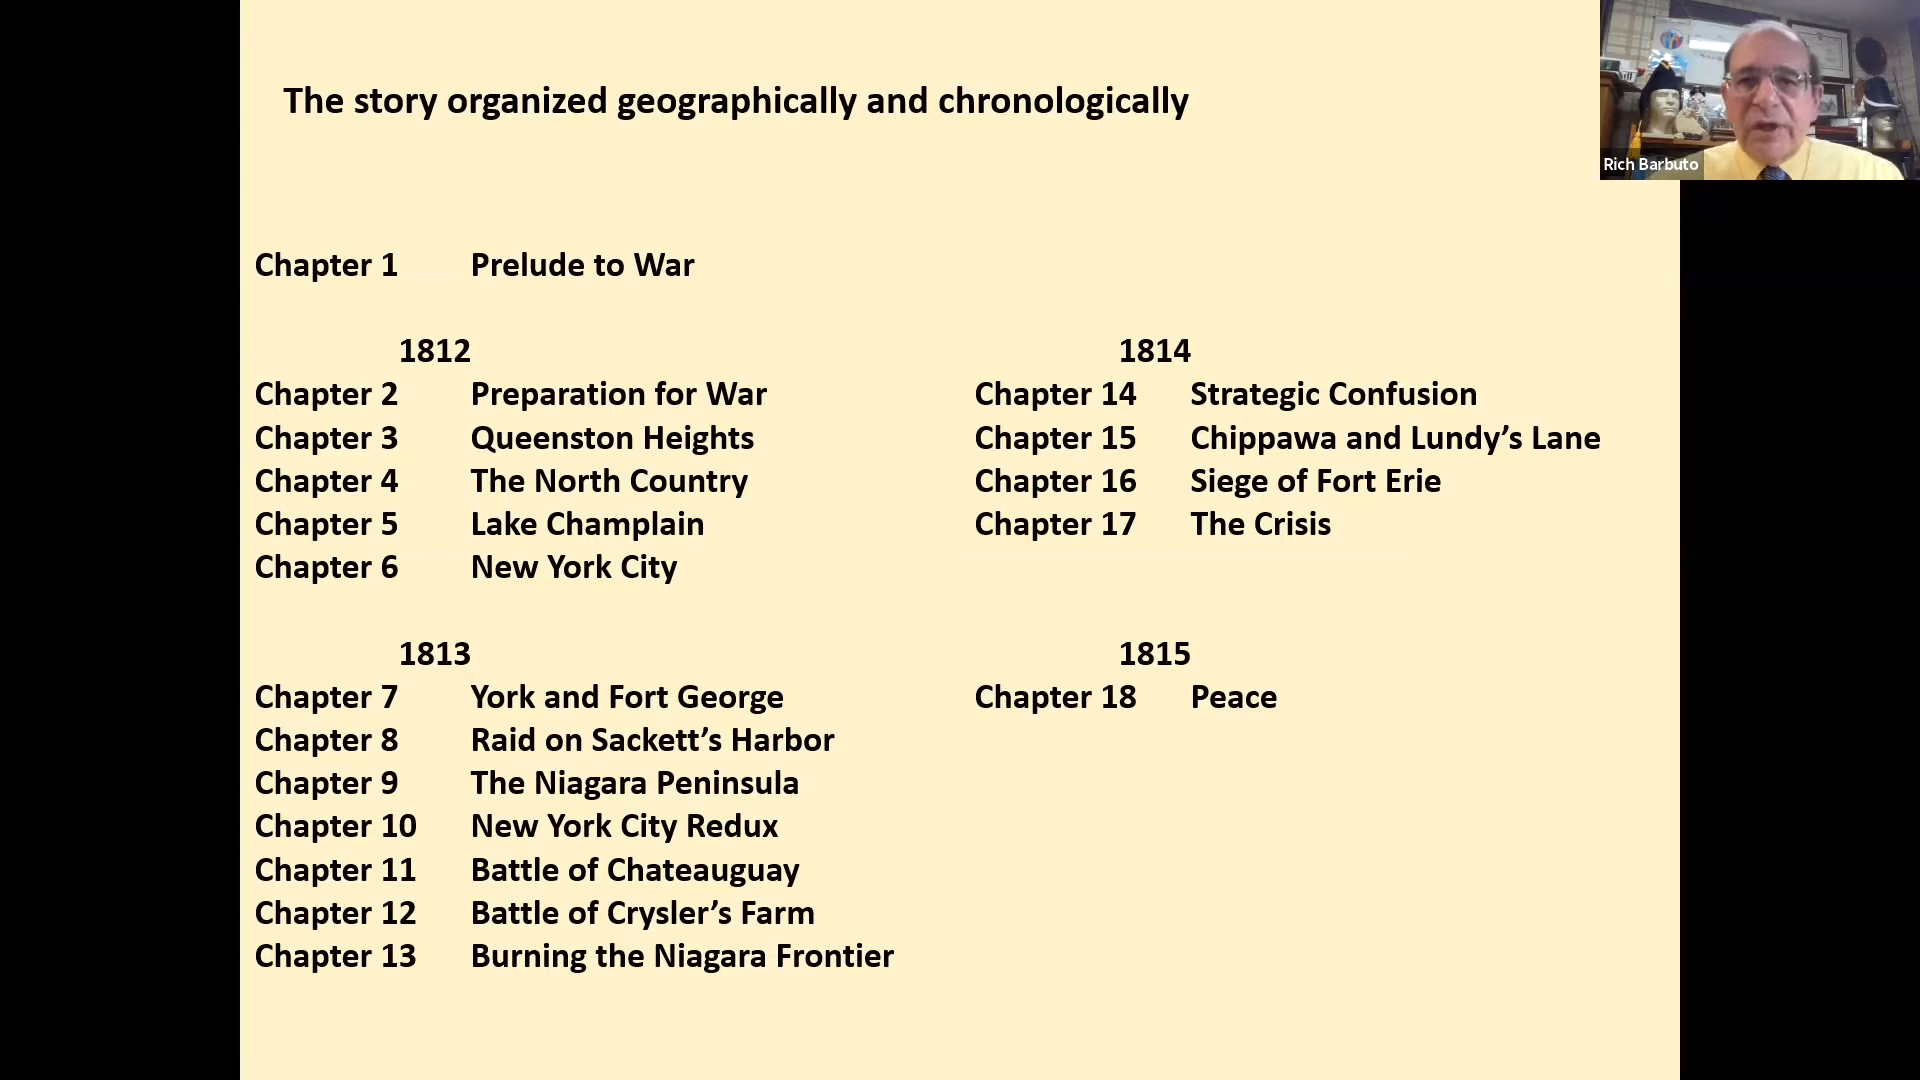 The story organized geographically and chronologically
Rich Barbuto
Chapter 1 Prelude to War
1812
Chapter 2 Preparation for War
Chapter 3 Queenston Heights
Chapter 4 The North Country
Chapter 5 Lake Champlain
Chapter 6 New York City
1813
Chapter 7 York and Fort George
Chapter 8 Raid on Sackett’s Harbor
Chapter 9 The Niagara Peninsula
Chapter 10 New York City Redux
Chapter 11 Battle of Chateauguay
Chapter 12 Battle of Crysler’s Farm
Chapter 13 Burning the Niagara Frontier
1814
Chapter 14 Strategic Confusion
Chapter 15 Chippawa and Lundy’s Lane
Chapter 16 Siege of Fort Erie
Chapter 17 The Crisis
1815
Chapter 18 Peace